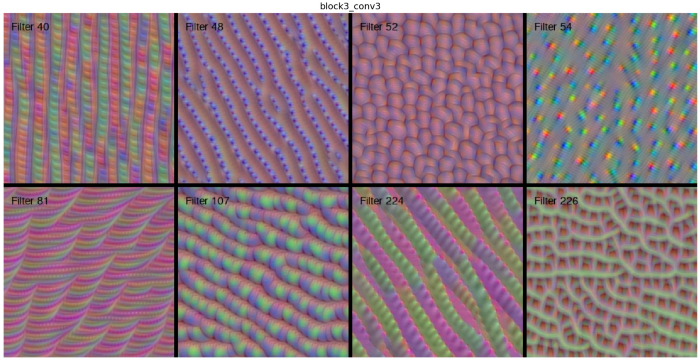 block3_conv3
Filter 40
Filter 48
Filter 52
Filter 54
Filter 81
Filter 107
Filter 224
Filter 226